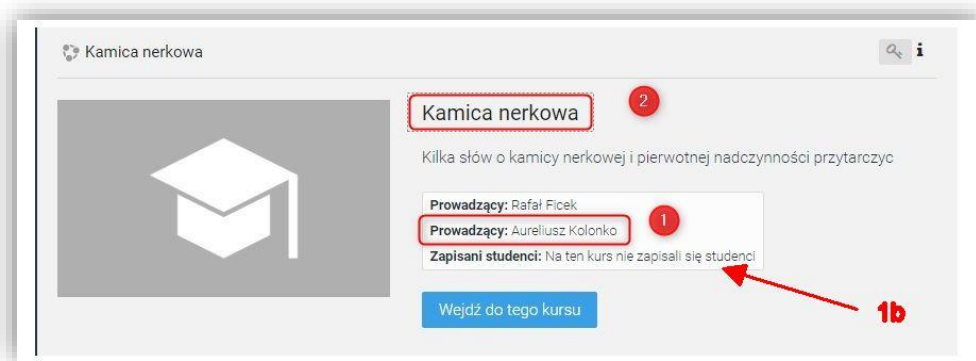 Kamica nerkowa
i
Kamica nerkowa
2
Kilka słów o kamicy nerkowej i pierwotnej nadczynności przytarczyc
Prowadzący: Rafał Ficek
Prowadzący: Aureliusz Kolonko
1
Zapisani studenci: Na ten kurs nie zapisali się studenci
Wejdź do tego kursu
1b